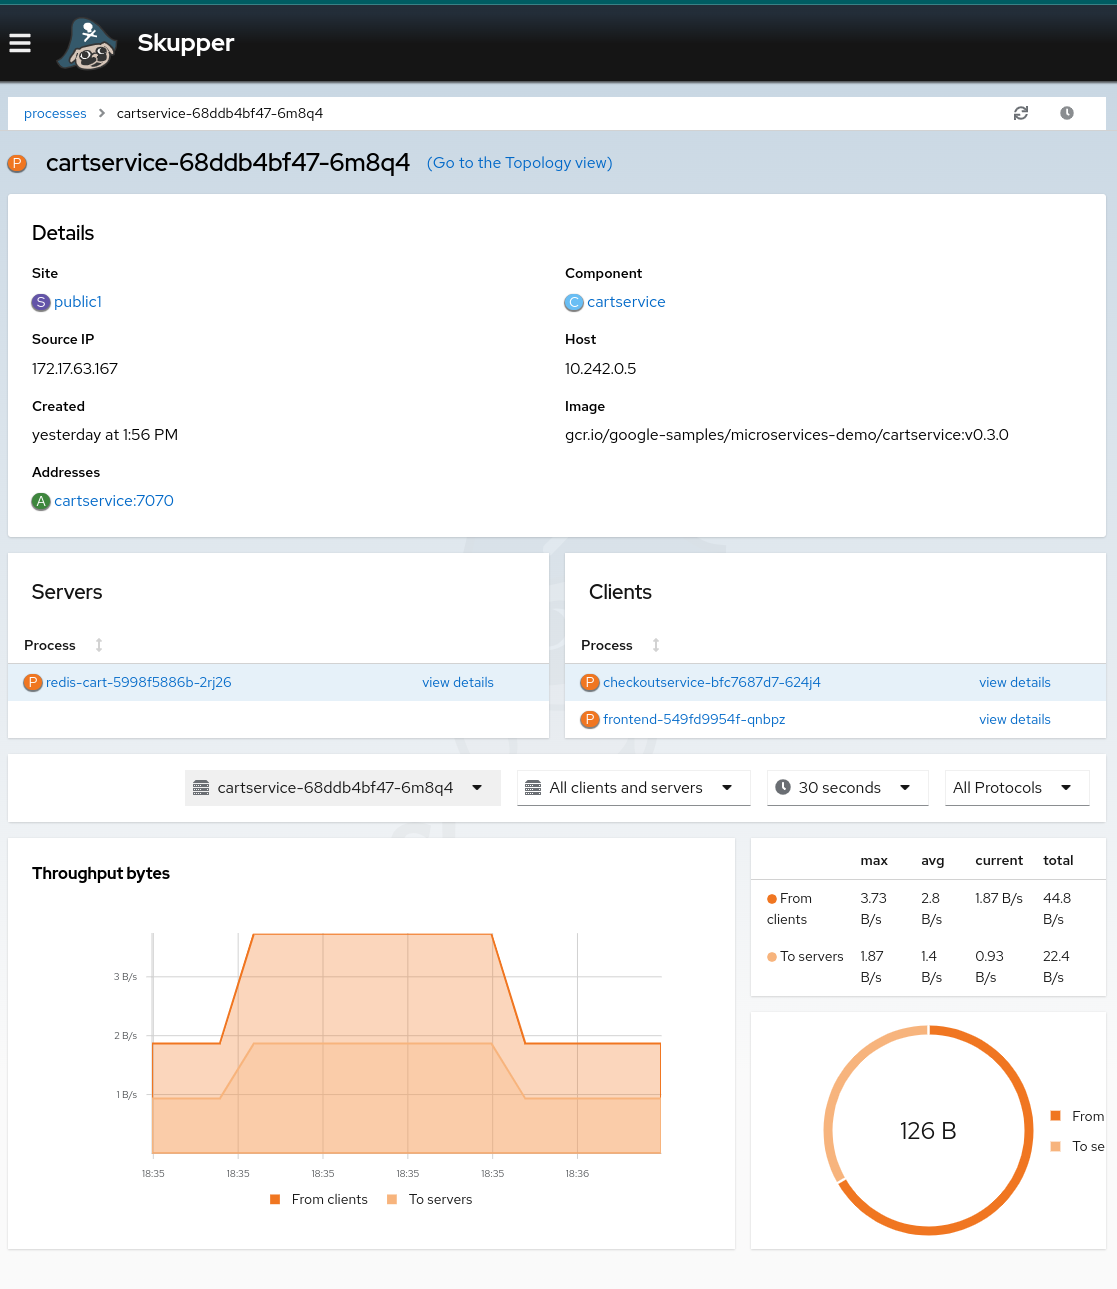 Skupper
processes > cartservice-68ddb4bf47-6m8q4
P cartservice-68ddb4bf47-6m8q4 (Go to the Topology view)
Details
Site
S public1
Component
C cartservice
Source IP
172.17.63.167
Host
10.242.0.5
Created
yesterday at 1:56 PM
Image
gcr.io/google-samples/microservices-demo/cartservice:v0.3.0
Addresses
A cartservice:7070
Servers
Process
P redis-cart-5998f5886b-2rj26 view details
Clients
Process
P checkoutservice-bfc7687d7-624j4 view details
P frontend-549fd9954f-qnbpz view details
cartservice-68ddb4bf47-6m8q4 All clients and servers 30 seconds All Protocols
Throughput bytes
3 B/s
2 B/s
1 B/s
18:35 18:35 18:35 18:35 18:35 18:36
From clients To servers
max avg current total
From clients 3.73 B/s 2.8 B/s 1.87 B/s 44.8 B/s
To servers 1.87 B/s 1.4 B/s 0.93 B/s 22.4 B/s
126 B
From
To se